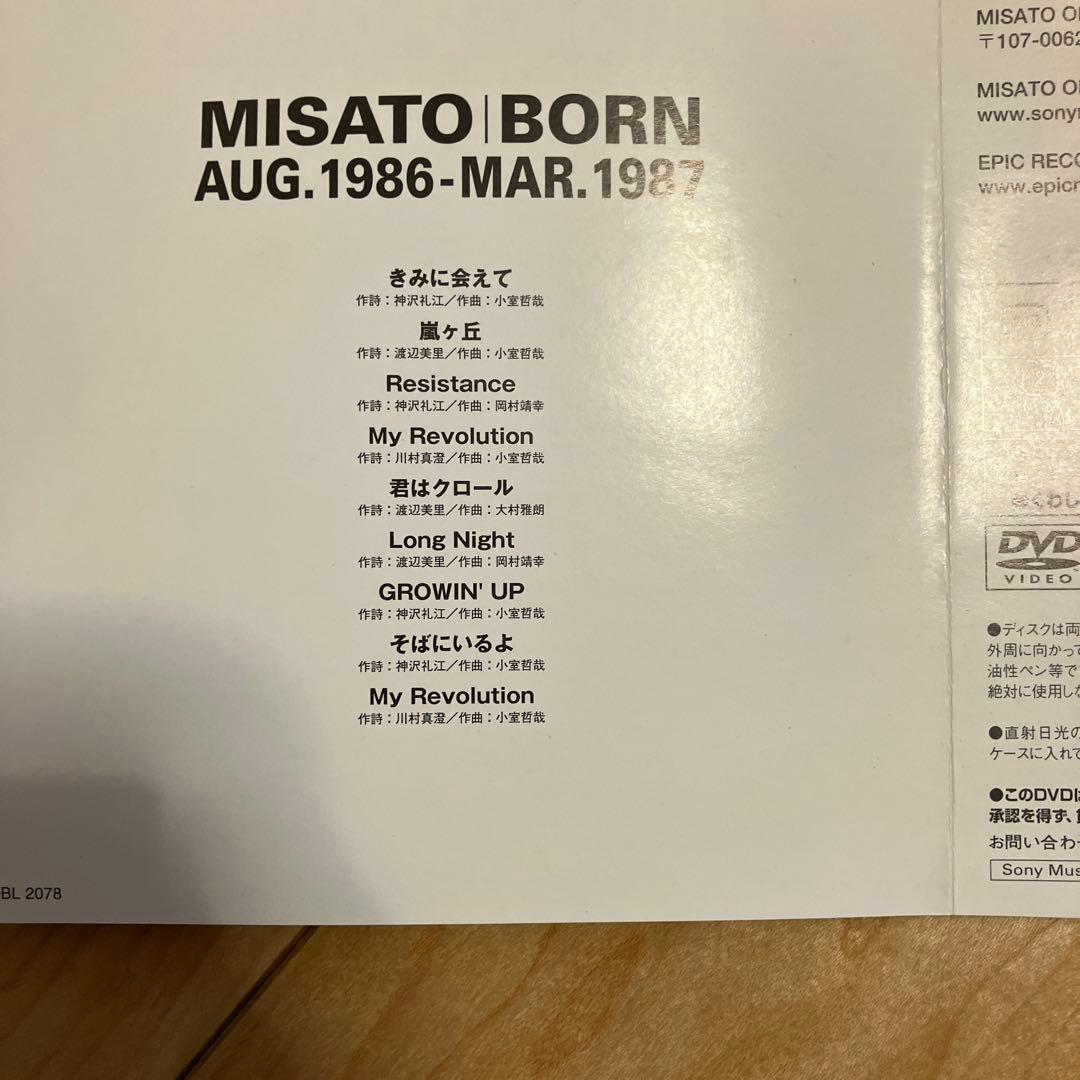 MISATO|BORN
AUG.1986-MAR.1987
きみに会えて
作詩：神沢礼江／作曲：小室哲哉
嵐ヶ丘
作詩：渡辺美里／作曲：小室哲哉
Resistance
作詩：神沢礼江／作曲：岡村靖幸
My Revolution
作詩：川村真澄／作曲：小室哲哉
君はクロール
作詩：渡辺美里／作曲：大村雅朗
Long Night
作詩：渡辺美里／作曲：岡村靖幸
GROWIN' UP
作詩：神沢礼江／作曲：小室哲哉
そばにいるよ
作詩：神沢礼江／作曲：小室哲哉
My Revolution
作詩：川村真澄／作曲：小室哲哉
BL 2078
MISATO
〒107-0062
MISATO
www.sony
EPIC RECO
www.epic
くわし
DVD
VIDEO
●ディスクは両
外周に向かって
油性ペン等で
絶対に使用しな
●直射日光の
ケースに入れて
●このDVDは
承認を得ず、
お問い合わせ
Sony Mus